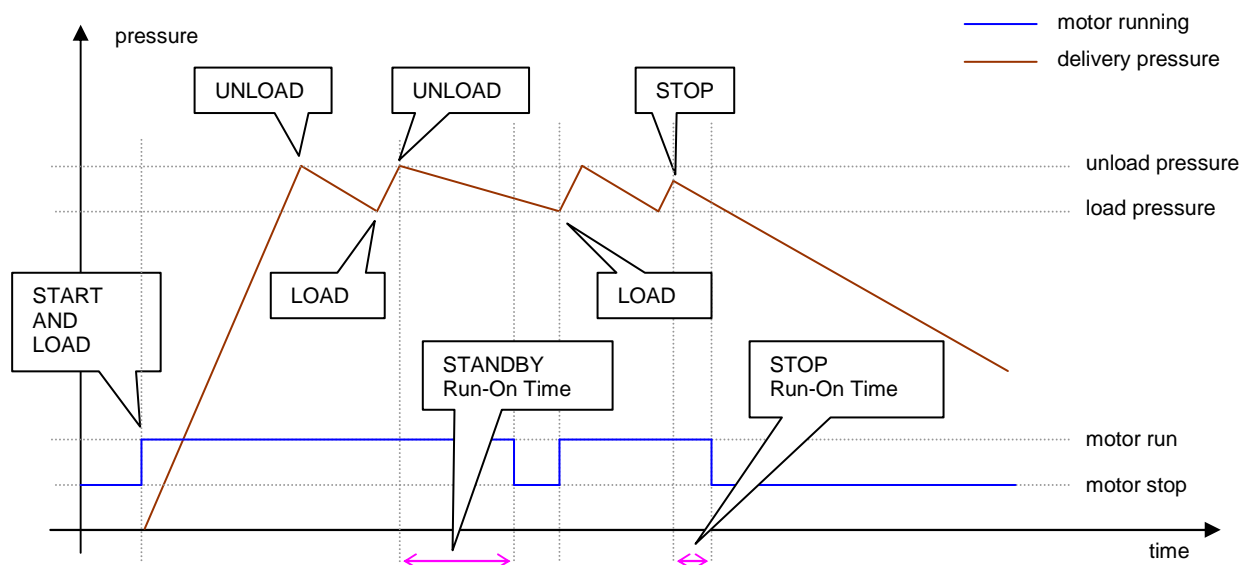 motor running
pressure
delivery pressure
UNLOAD
UNLOAD
STOP
unload pressure
load pressure
START
AND
LOAD
LOAD
LOAD
STANDBY
Run-On Time
STOP
Run-On Time
motor run
motor stop
time